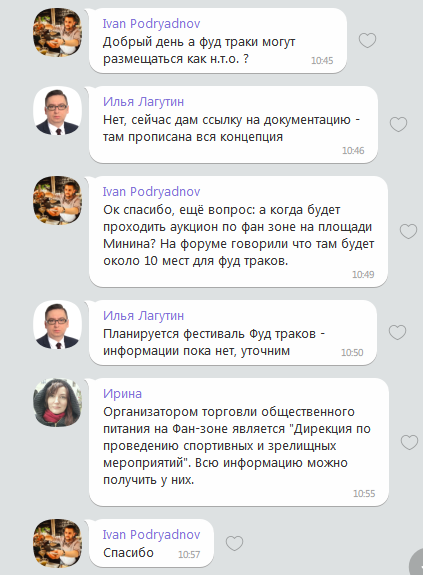 Ivan Podryadnov
Добрый день а фуд траки могут
размещаться как н.т.о. ?
10:45
Илья Лагутин
Нет, сейчас дам ссылку на документацию -
там прописана вся концепция
10:46
Ivan Podryadnov
Ок спасибо, ещё вопрос: а когда будет
проходить аукцион по фан зоне на площади
Минина? На форуме говорили что там будет
около 10 мест для фуд траков.
10:49
Илья Лагутин
Планируется фестиваль Фуд траков -
информации пока нет, уточним
10:50
Ирина
Организатором торговли общественного
питания на Фан-зоне является "Дирекция по
проведению спортивных и зрелищных
мероприятий". Всю информацию можно
получить у них.
10:55
Ivan Podryadnov
Спасибо
10:57